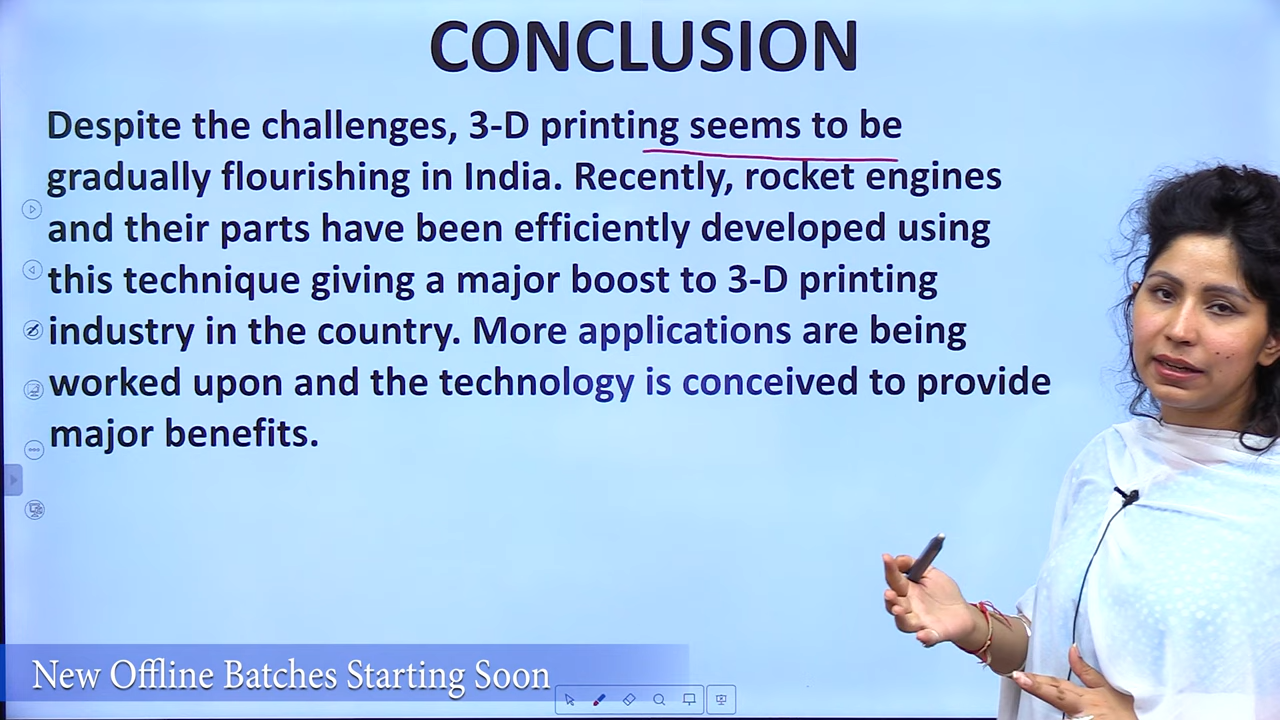 CONCLUSION
Despite the challenges, 3-D printing seems to be
gradually flourishing in India. Recently, rocket engines
and their parts have been efficiently developed using
this technique giving a major boost to 3-D printing
industry in the country. More applications are being
worked upon and the technology is conceived to provide
major benefits.
New Offline Batches Starting Soon